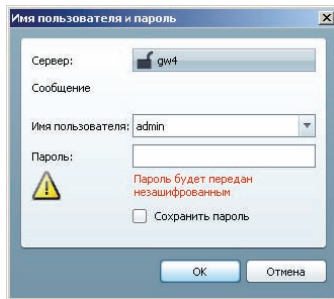 Имя пользователя и пароль
Сервер: gw4
Сообщение
Имя пользователя: admin
Пароль:
Пароль будет передан
незашифрованным
Сохранить пароль
OK Отмена